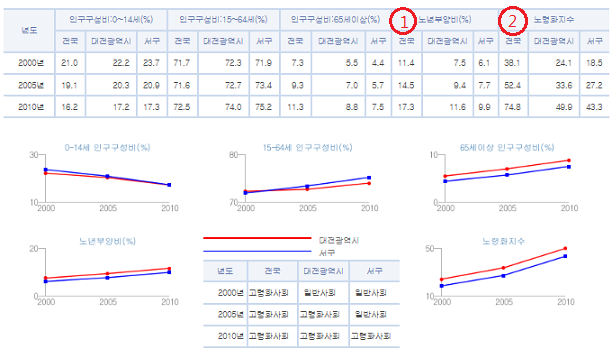 년도 인구구성비:0~14세(%) 인구구성비:15~64세(%) 인구구성비:65세이상(%) 1 노년부양비(%) 2 노령화지수
전국 대전광역시 서구 전국 대전광역시 서구 전국 대전광역시 서구 전국 대전광역시 서구 전국 대전광역시 서구
2000년 21.0 22.2 23.7 71.7 72.3 71.9 7.3 5.5 4.4 11.4 7.5 6.1 38.1 24.1 18.5
2005년 19.1 20.3 20.9 71.6 72.7 73.4 9.3 7.0 5.7 14.5 9.4 7.7 52.4 33.6 27.2
2010년 16.2 17.2 17.3 72.5 74.0 75.2 11.3 8.8 7.5 17.3 11.6 9.9 74.8 49.9 43.3
0~14세 인구구성비(%) 15~64세 인구구성비(%) 65세이상 인구구성비(%)
30 80 10
10 70 0
2000 2005 2010 2000 2005 2010 2000 2005 2010
노년부양비(%) 대전광역시 노령화지수
서구
20 50
0 10
2000 2005 2010 2000 2005 2010
년도 전국 대전광역시 서구
2000년 고령화사회 일반사회 일반사회
2005년 고령화사회 고령화사회 일반사회
2010년 고령화사회 고령화사회 고령화사회